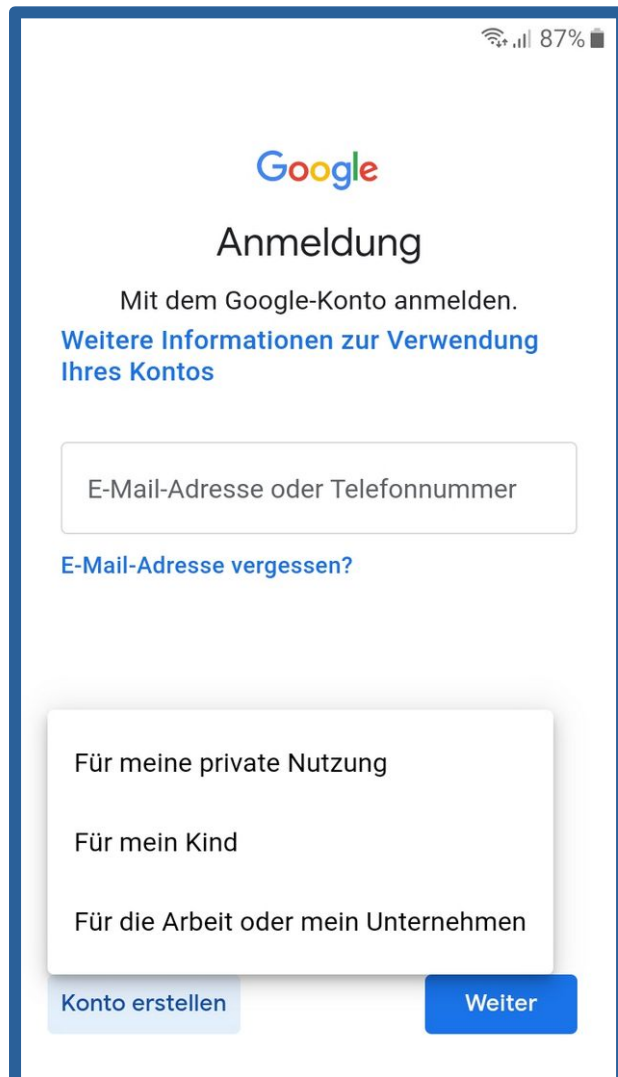 87%
Google
Anmeldung
Mit dem Google-Konto anmelden.
Weitere Informationen zur Verwendung
Ihres Kontos
E-Mail-Adresse oder Telefonnummer
E-Mail-Adresse vergessen?
Für meine private Nutzung
Für mein Kind
Für die Arbeit oder mein Unternehmen
Konto erstellen
Weiter